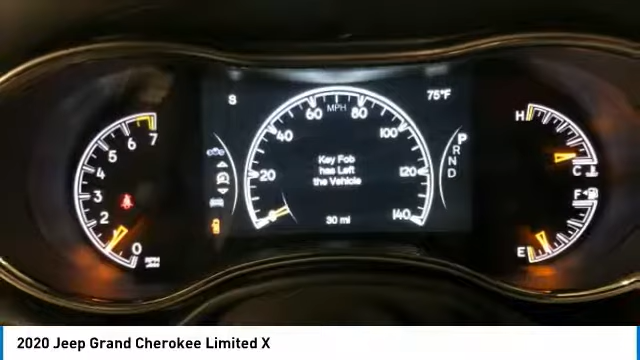 S
75°F
MPH
60 80
40 100
20 120
0 140
Key Fob
has Left
the Vehicle
30 mi
P
R
N
D
7
6
5
4
3
2
1
0
H
C
F
E
2020 Jeep Grand Cherokee Limited X